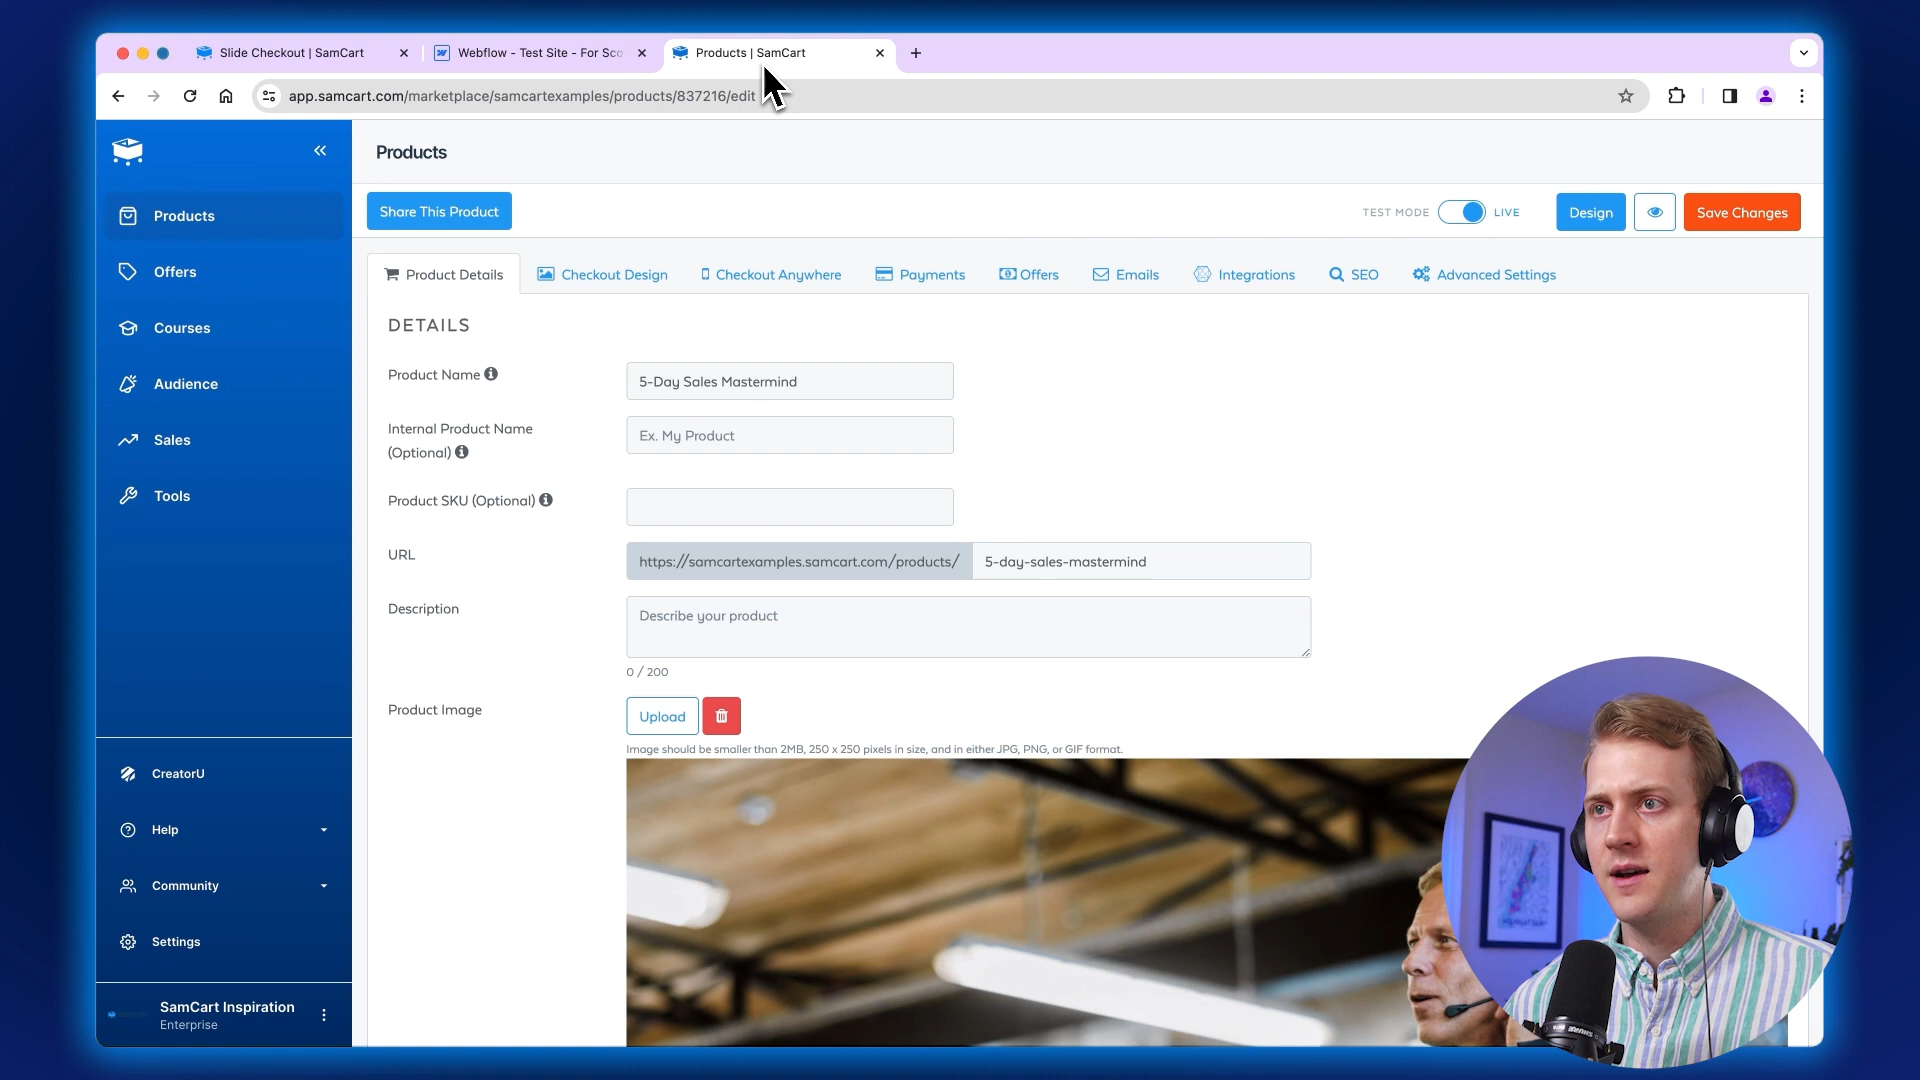 Slide Checkout | SamCart
Webflow - Test Site - For Sco
Products | SamCart
app.samcart.com/marketplace/samcartexamples/products/837216/edit
Products
Share This Product
TEST MODE
LIVE
Design
Save Changes
Products
Offers
Courses
Audience
Sales
Tools
CreatorU
Help
Community
Settings
SamCart Inspiration
Enterprise
Product Details
Checkout Design
Checkout Anywhere
Payments
Offers
Emails
Integrations
SEO
Advanced Settings
DETAILS
Product Name
5-Day Sales Mastermind
Internal Product Name
(Optional)
Ex. My Product
Product SKU (Optional)
URL
https://samcartexamples.samcart.com/products/
5-day-sales-mastermind
Description
Describe your product
0 / 200
Product Image
Upload
Image should be smaller than 2MB, 250 x 250 pixels in size, and in either JPG, PNG, or GIF format.